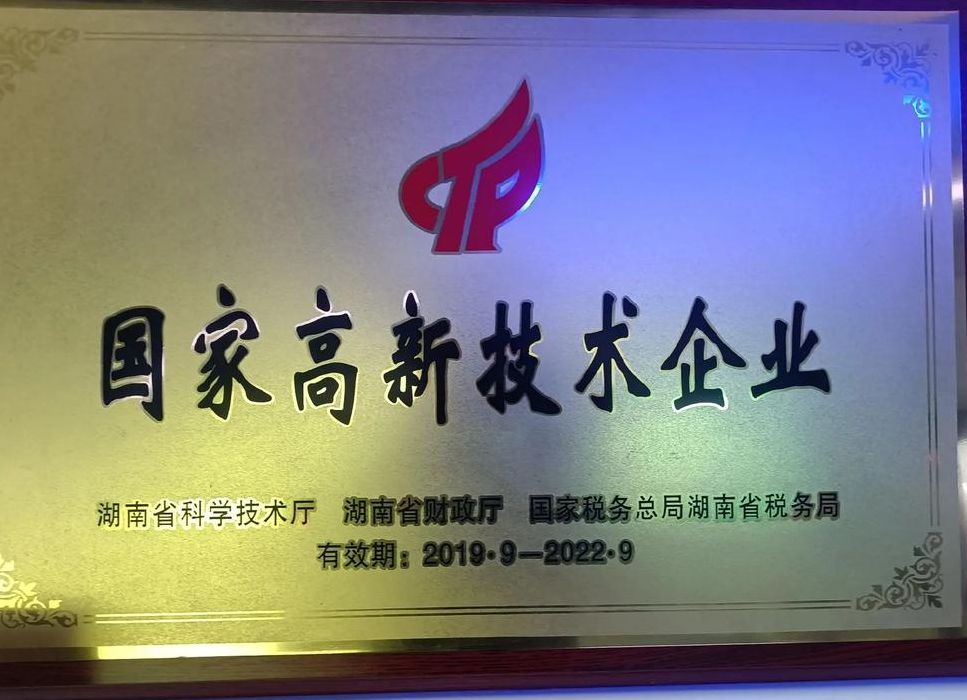 CTP
国家高新技术企业
湖南省科学技术厅 湖南省财政厅 国家税务总局湖南省税务局
有效期：2019·9—2022·9